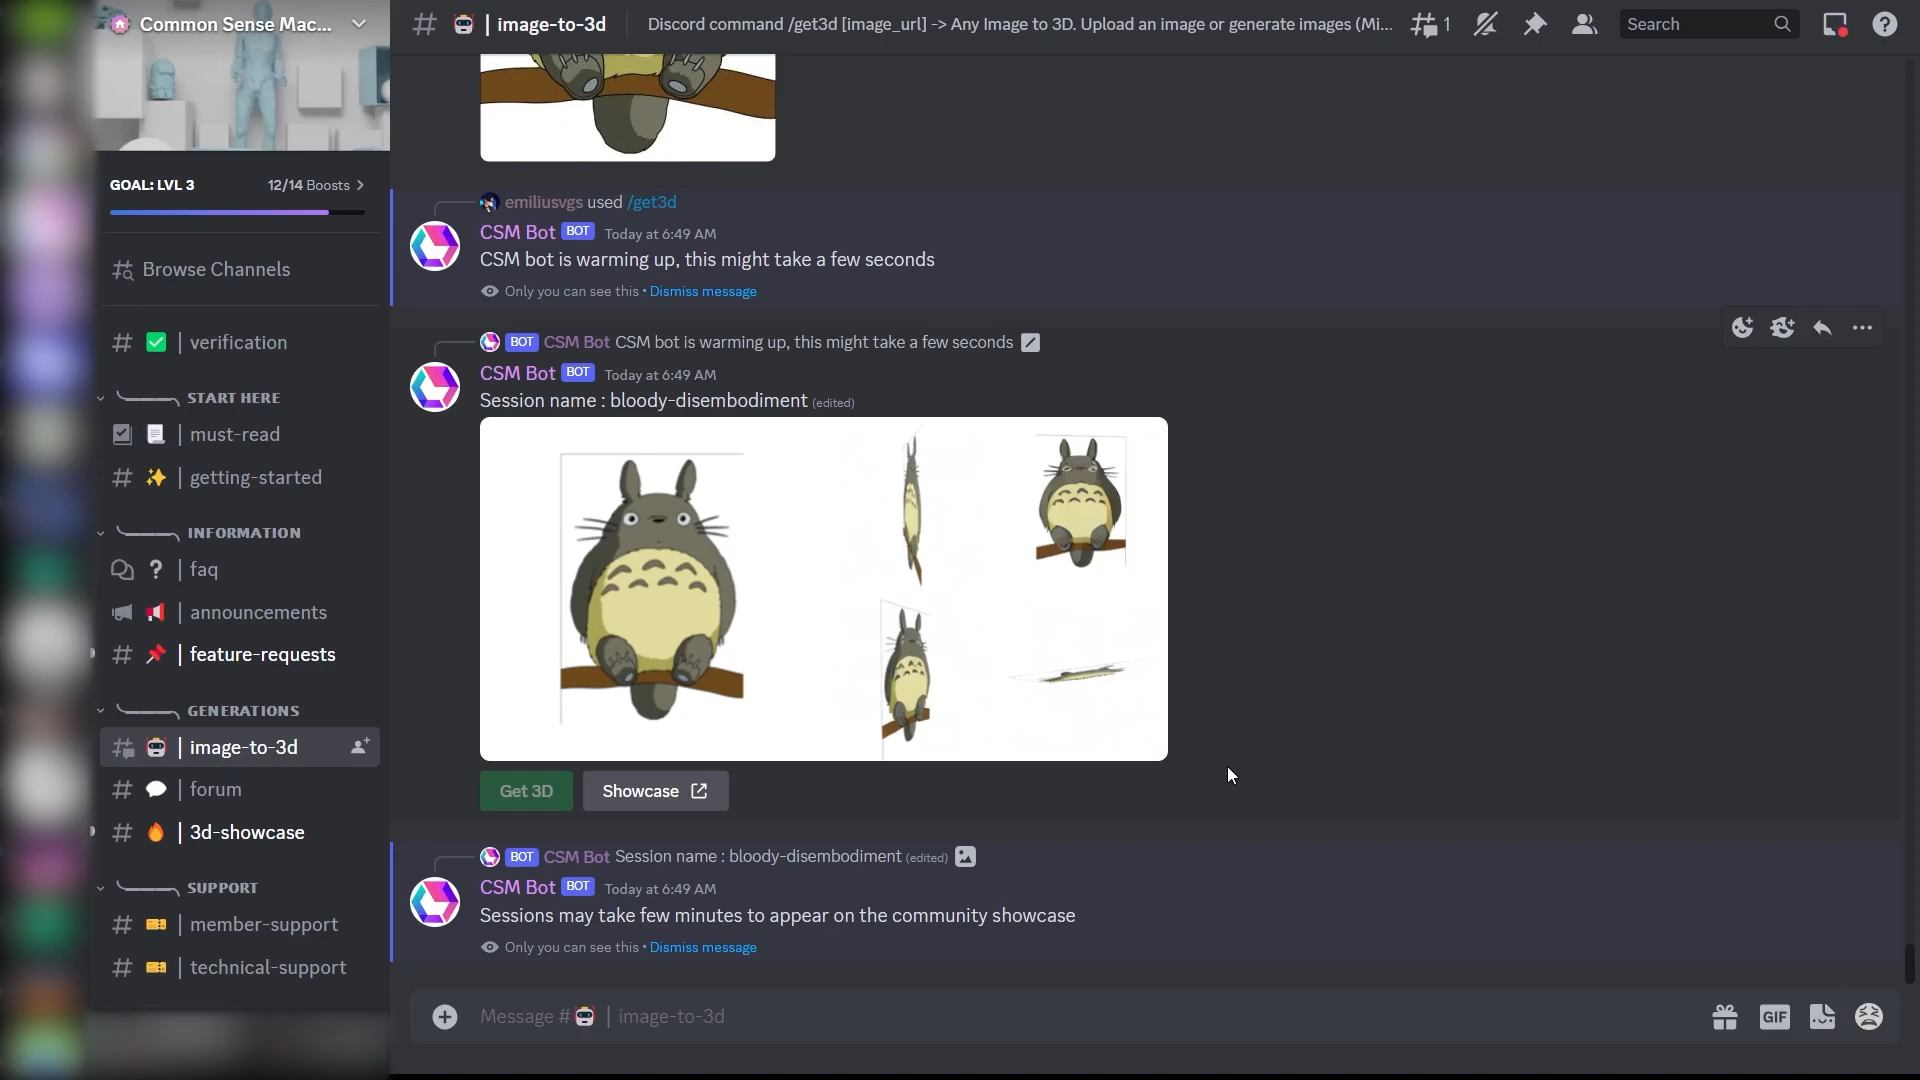 Common Sense Mac...
| image-to-3d
Discord command /get3d [image_url] -> Any Image to 3D. Upload an image or generate images (Mi...
1
Search
GOAL: LVL 3
12/14 Boosts
Browse Channels
| verification
START HERE
| must-read
| getting-started
INFORMATION
| faq
| announcements
| feature-requests
GENERATIONS
| image-to-3d
| forum
| 3d-showcase
SUPPORT
| member-support
| technical-support
emiliusvgs used /get3d
CSM Bot BOT Today at 6:49 AM
CSM bot is warming up, this might take a few seconds
Only you can see this • Dismiss message
BOT CSM Bot CSM bot is warming up, this might take a few seconds
CSM Bot BOT Today at 6:49 AM
Session name : bloody-disembodiment (edited)
Get 3D
Showcase
BOT CSM Bot Session name : bloody-disembodiment (edited)
CSM Bot BOT Today at 6:49 AM
Sessions may take few minutes to appear on the community showcase
Only you can see this • Dismiss message
Message # | image-to-3d
GIF